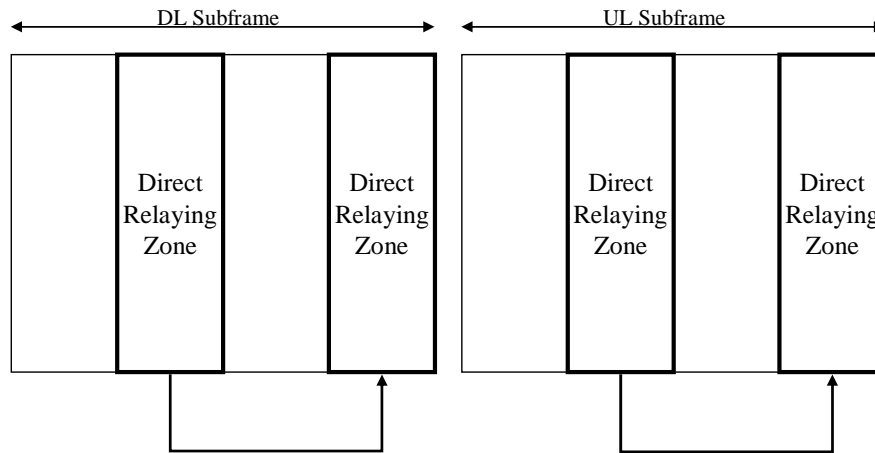 DL Subframe
UL Subframe
Direct
Relaying
Zone
Direct
Relaying
Zone
Direct
Relaying
Zone
Direct
Relaying
Zone